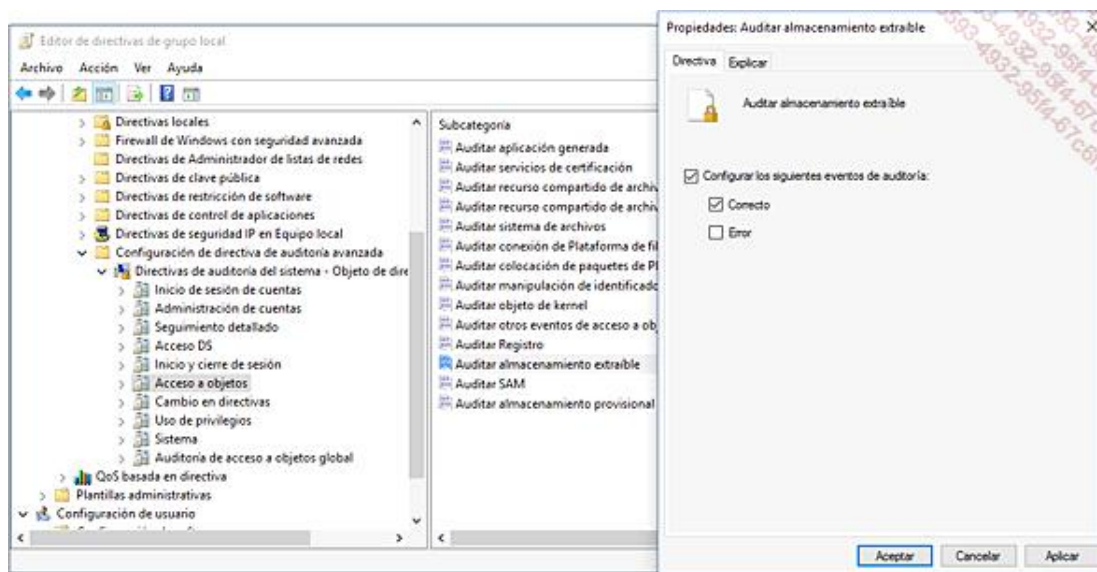 Editor de directivas de grupo local
Archivo Acción Ver Ayuda
Directivas locales
Firewall de Windows con seguridad avanzada
Directivas de Administrador de listas de redes
Directivas de clave pública
Directivas de restricción de software
Directivas de control de aplicaciones
Directivas de seguridad IP en Equipo local
Configuración de directiva de auditoría avanzada
Directivas de auditoría del sistema - Objeto de dire
Inicio de sesión de cuentas
Administración de cuentas
Seguimiento detallado
Acceso DS
Inicio y cierre de sesión
Acceso a objetos
Cambio en directivas
Uso de privilegios
Sistema
Auditoría de acceso a objetos global
QoS basada en directiva
Plantillas administrativas
Configuración de usuario
Subcategoría
Auditar aplicación generada
Auditar servicios de certificación
Auditar recurso compartido de archiv
Auditar recurso compartido de archiv
Auditar sistema de archivos
Auditar conexión de Plataforma de fil
Auditar colocación de paquetes de Pl
Auditar manipulación de identificado
Auditar objeto de kernel
Auditar otros eventos de acceso a obj
Auditar Registro
Auditar almacenamiento extraíble
Auditar SAM
Auditar almacenamiento provisional
Propiedades: Auditar almacenamiento extraíble
Directiva Explicar
Auditar almacenamiento extraíble
Configurar los siguientes eventos de auditoría:
Correcto
Error
Aceptar Cancelar Aplicar